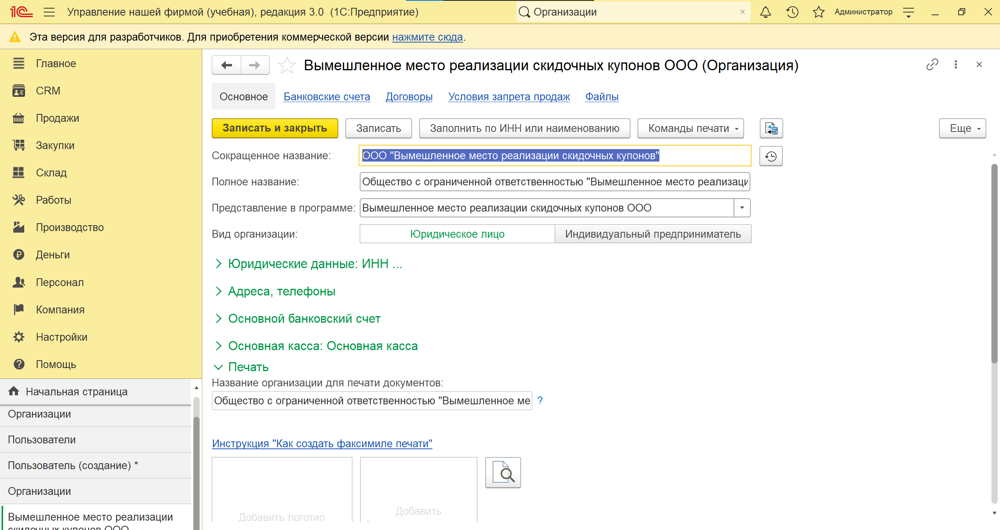 1С Управление нашей фирмой (учебная), редакция 3.0 (1С:Предприятие) Организации × Администратор
Эта версия для разработчиков. Для приобретения коммерческой версии нажмите сюда.
Главное
CRM
Продажи
Закупки
Склад
Работы
Производство
Деньги
Персонал
Компания
Настройки
Помощь
Начальная страница
Организации
Пользователи
Пользователь (создание) *
Организации
Вымешленное место реализации
скидочных купонов ООО
Вымешленное место реализации скидочных купонов ООО (Организация)
Основное Банковские счета Договоры Условия запрета продаж Файлы
Записать и закрыть Записать Заполнить по ИНН или наименованию Команды печати Еще
Сокращенное название: ООО "Вымешленное место реализации скидочных купонов"
Полное название: Общество с ограниченной ответственностью "Вымешленное место реализаци
Представление в программе: Вымешленное место реализации скидочных купонов ООО
Вид организации: Юридическое лицо Индивидуальный предприниматель
Юридические данные: ИНН ...
Адреса, телефоны
Основной банковский счет
Основная касса: Основная касса
Печать
Название организации для печати документов:
Общество с ограниченной ответственностью "Вымешленное ме ?
Инструкция "Как создать факсимиле печати"
Добавить логотип Добавить